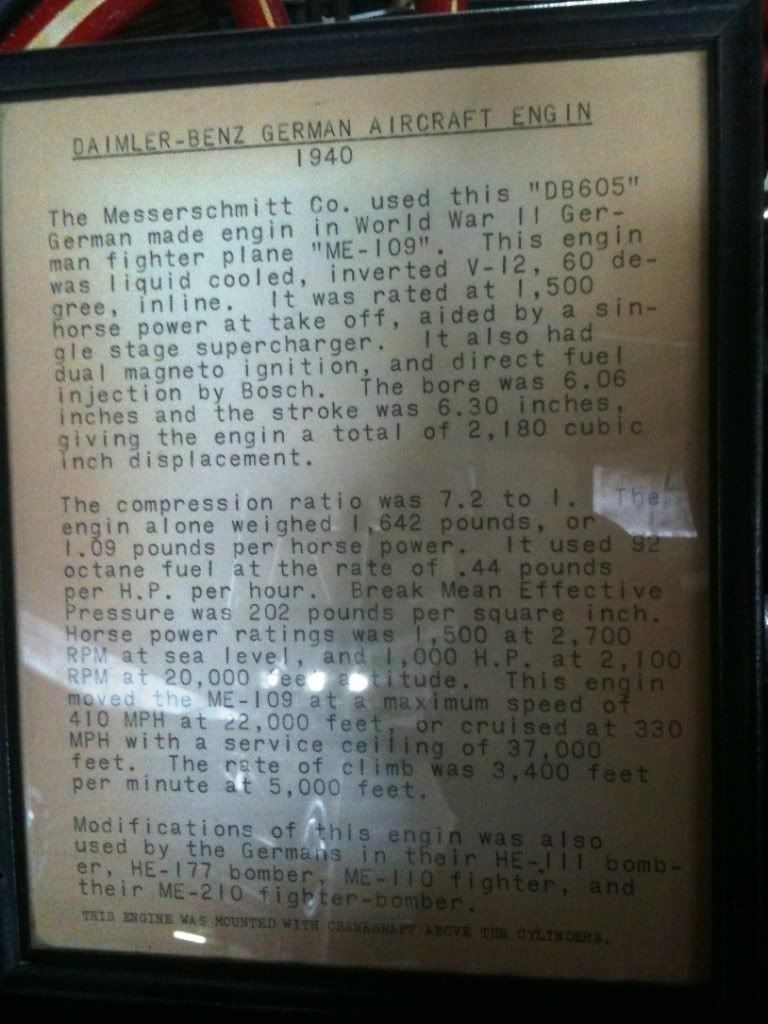 DAIMLER-BENZ GERMAN AIRCRAFT ENGIN
1940
The Messerschmitt Co. used this "DB605"
German made engin in World War II Ger-
man fighter plane "ME-109". This engin
was liquid cooled, inverted V-12, 60 de-
gree, inline. It was rated at 1,500
horse power at take off, aided by a sin-
gle stage supercharger. It also had
dual magneto ignition, and direct fuel
injection by Bosch. The bore was 6.06
inches and the stroke was 6.30 inches,
giving the engin a total of 2,180 cubic
inch displacement.
The compression ratio was 7.2 to 1. The
engin alone weighed 1,642 pounds, or
1.09 pounds per horse power. It used 92
octane fuel at the rate of .44 pounds
per H.P. per hour. Break Mean Effective
Pressure was 202 pounds per square inch.
Horse power ratings was 1,500 at 2,700
RPM at sea level, and 1,000 H.P. at 2,100
RPM at 20,000 feet altitude. This engin
moved the ME-109 at a maximum speed of
410 MPH at 22,000 feet, or cruised at 330
MPH with a service ceiling of 37,000
feet. The rate of climb was 3,400 feet
per minute at 5,000 feet.
Modifications of this engin was also
used by the Germans in their HE-111 bomb-
er, HE-177 bomber, ME-110 fighter, and
their ME-210 fighter-bomber.
THIS ENGINE WAS MOUNTED WITH CRANKSHAFT ABOVE THE CYLINDERS.